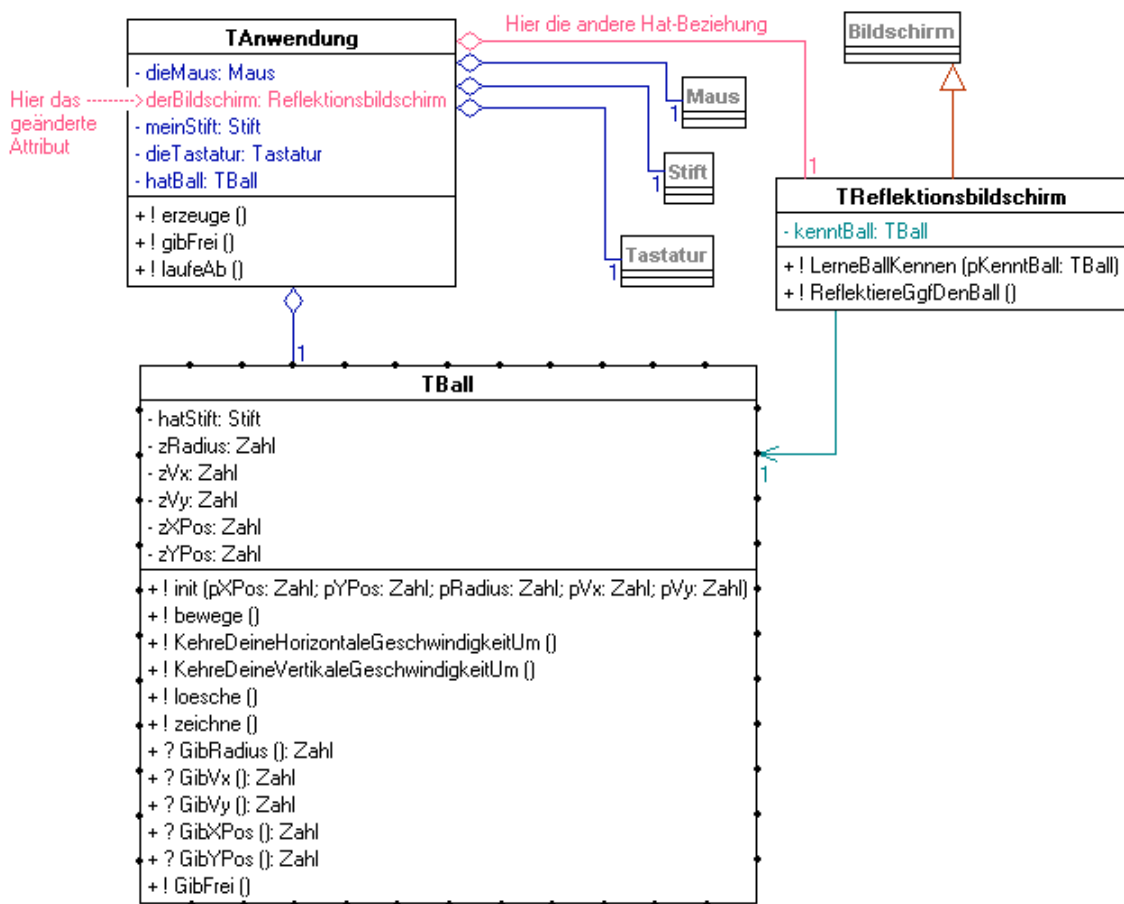 TAnwendung
- dieMaus: Maus
derBildschirm: Reflektionsbildschirm
- meinStift: Stift
- dieTastatur: Tastatur
- hatBall: TBall
+ ! erzeuge ()
+ ! gibFrei ()
+ ! laufeAb ()
Hier das
geänderte
Attribut
Hier die andere Hat-Beziehung
Bildschirm
Maus
1
Stift
1
Tastatur
1
1
TReflektionsbildschirm
- kenntBall: TBall
+ ! LerneBallKennen (pKenntBall: TBall)
+ ! ReflektiereGgfDenBall ()
1
1
TBall
- hatStift: Stift
- zRadius: Zahl
- zVx: Zahl
- zVy: Zahl
- zXPos: Zahl
- zYPos: Zahl
+ ! init (pXPos: Zahl; pYPos: Zahl; pRadius: Zahl; pVx: Zahl; pVy: Zahl)
+ ! bewege ()
+ ! KehreDeineHorizontaleGeschwindigkeitUm ()
+ ! KehreDeineVertikaleGeschwindigkeitUm ()
+ ! loesche ()
+ ! zeichne ()
+ ? GibRadius (): Zahl
+ ? GibVx (): Zahl
+ ? GibVy (): Zahl
+ ? GibXPos (): Zahl
+ ? GibYPos (): Zahl
+ ! GibFrei ()